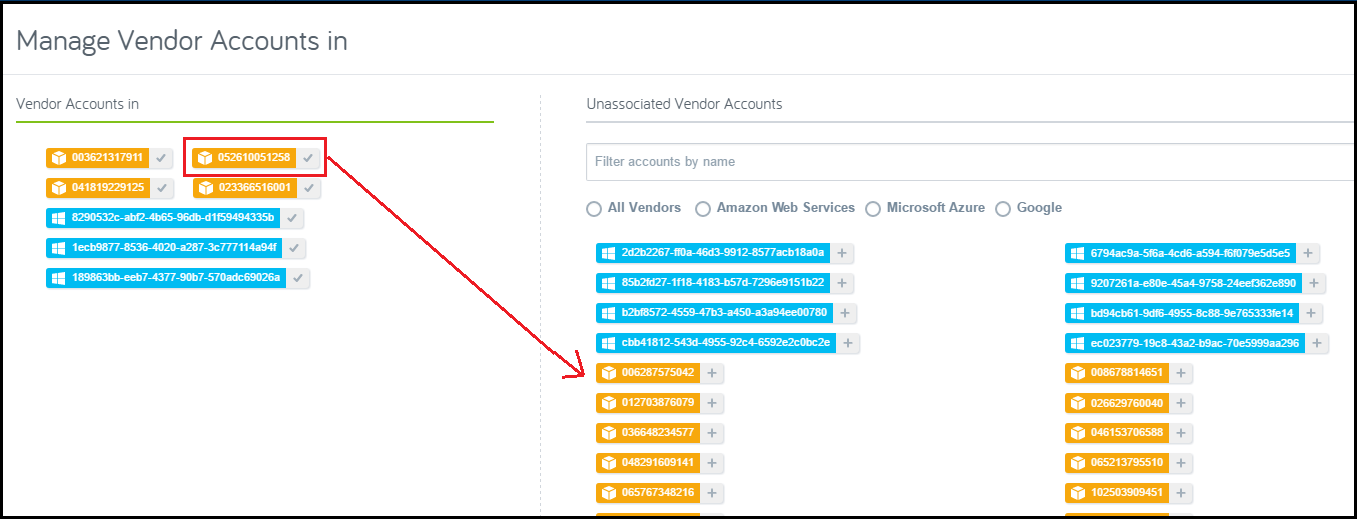 Manage Vendor Accounts in
Vendor Accounts in
003621317911 052610051258
041819229125 023366516001
8290532c-abf2-4b65-96db-d1f59494335b
1ecb9877-8536-4020-a287-3c777114a94f
189863bb-eeb7-4377-90b7-570adc69026a
Unassociated Vendor Accounts
Filter accounts by name
All Vendors Amazon Web Services Microsoft Azure Google
2d2b2267-ff0a-46d3-9912-8577acb18a0a 6794ac9a-5f6a-4cd6-a594-f6f079e5d5e5
85b2fd27-1f18-4183-b57d-7296e9151b22 9207261a-e80e-45a4-9758-24eef362e890
b2bf8572-4559-47b3-a450-a3a94ee00780 bd94cb61-9df6-4955-8c88-9e765333fe14
cbb41812-543d-4955-92c4-6592e2c0bc2e ec023779-19c8-43a2-b9ac-70e5999aa296
006287575042 008678814651
012703876079 026629760040
036648234577 046153706588
048291609141 065213795510
065767348216 102503909451